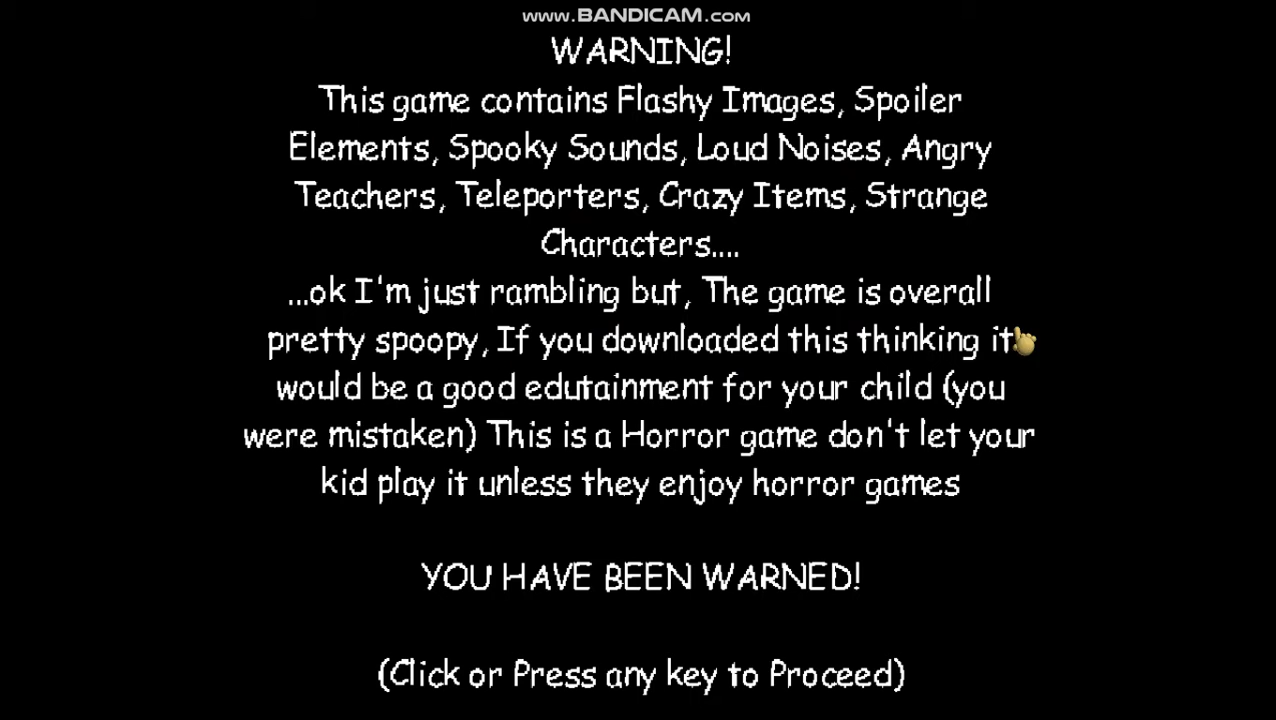 www.BANDICAM.com
WARNING!
This game contains Flashy Images, Spoiler
Elements, Spooky Sounds, Loud Noises, Angry
Teachers, Teleporters, Crazy Items, Strange
Characters....
...ok I'm just rambling but, The game is overall
pretty spoopy, If you downloaded this thinking it
would be a good edutainment for your child (you
were mistaken) This is a Horror game don't let your
kid play it unless they enjoy horror games
YOU HAVE BEEN WARNED!
(Click or Press any key to Proceed)